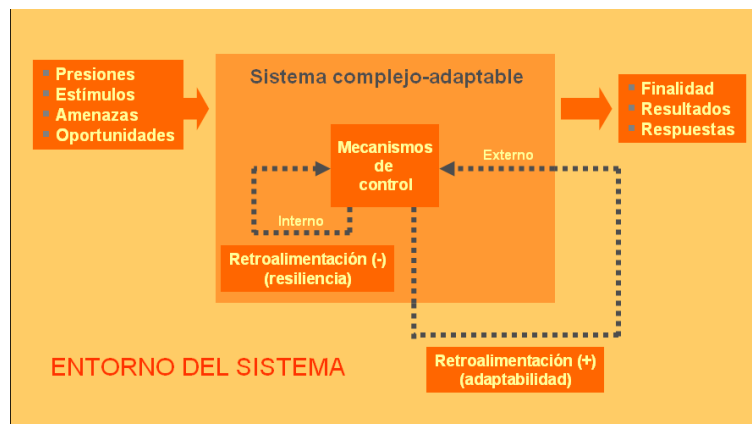 Presiones
Estímulos
Amenazas
Oportunidades
Sistema complejo-adaptable
Finalidad
Resultados
Respuestas
Mecanismos
de
control
Externo
Interno
Retroalimentación (-)
(resiliencia)
Retroalimentación (+)
(adaptabilidad)
ENTORNO DEL SISTEMA